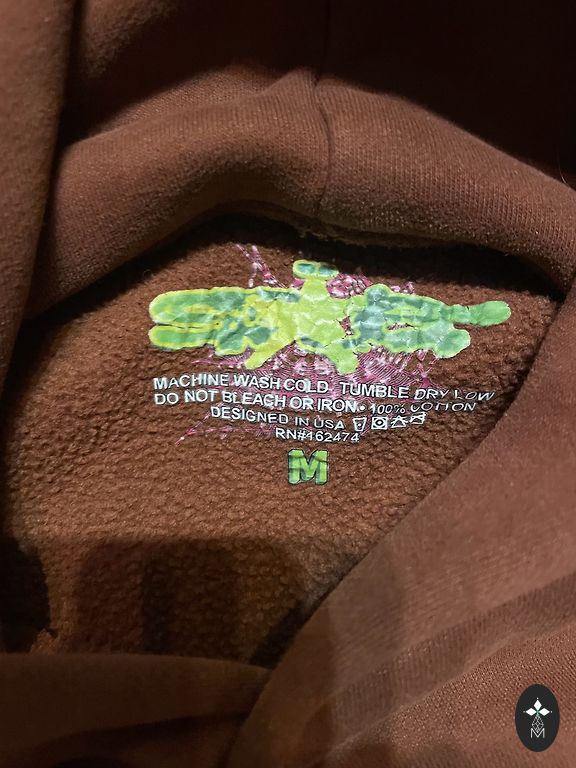 MACHINE WASH COLD TUMBLE DRY LOW
DO NOT BLEACH OR IRON • 100% COTTON
DESIGNED IN USA
RN#162474
M
M